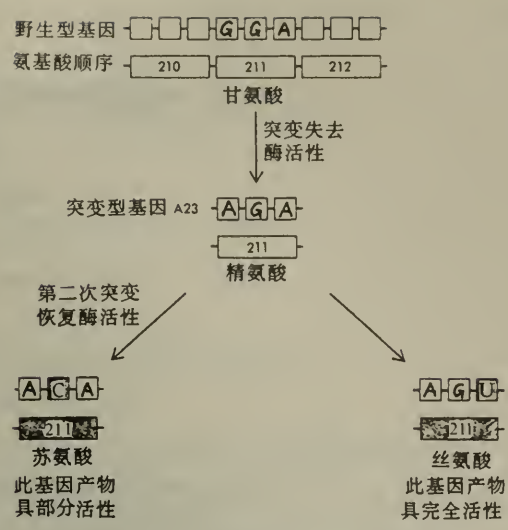 野生型基因 G G A
氨基酸顺序 210 211 212
甘氨酸
突变失去
酶活性
突变型基因 A23 A G A
211
精氨酸
第二次突变
恢复酶活性
A C A
211
苏氨酸
此基因产物
具部分活性
A G U
211
丝氨酸
此基因产物
具完全活性